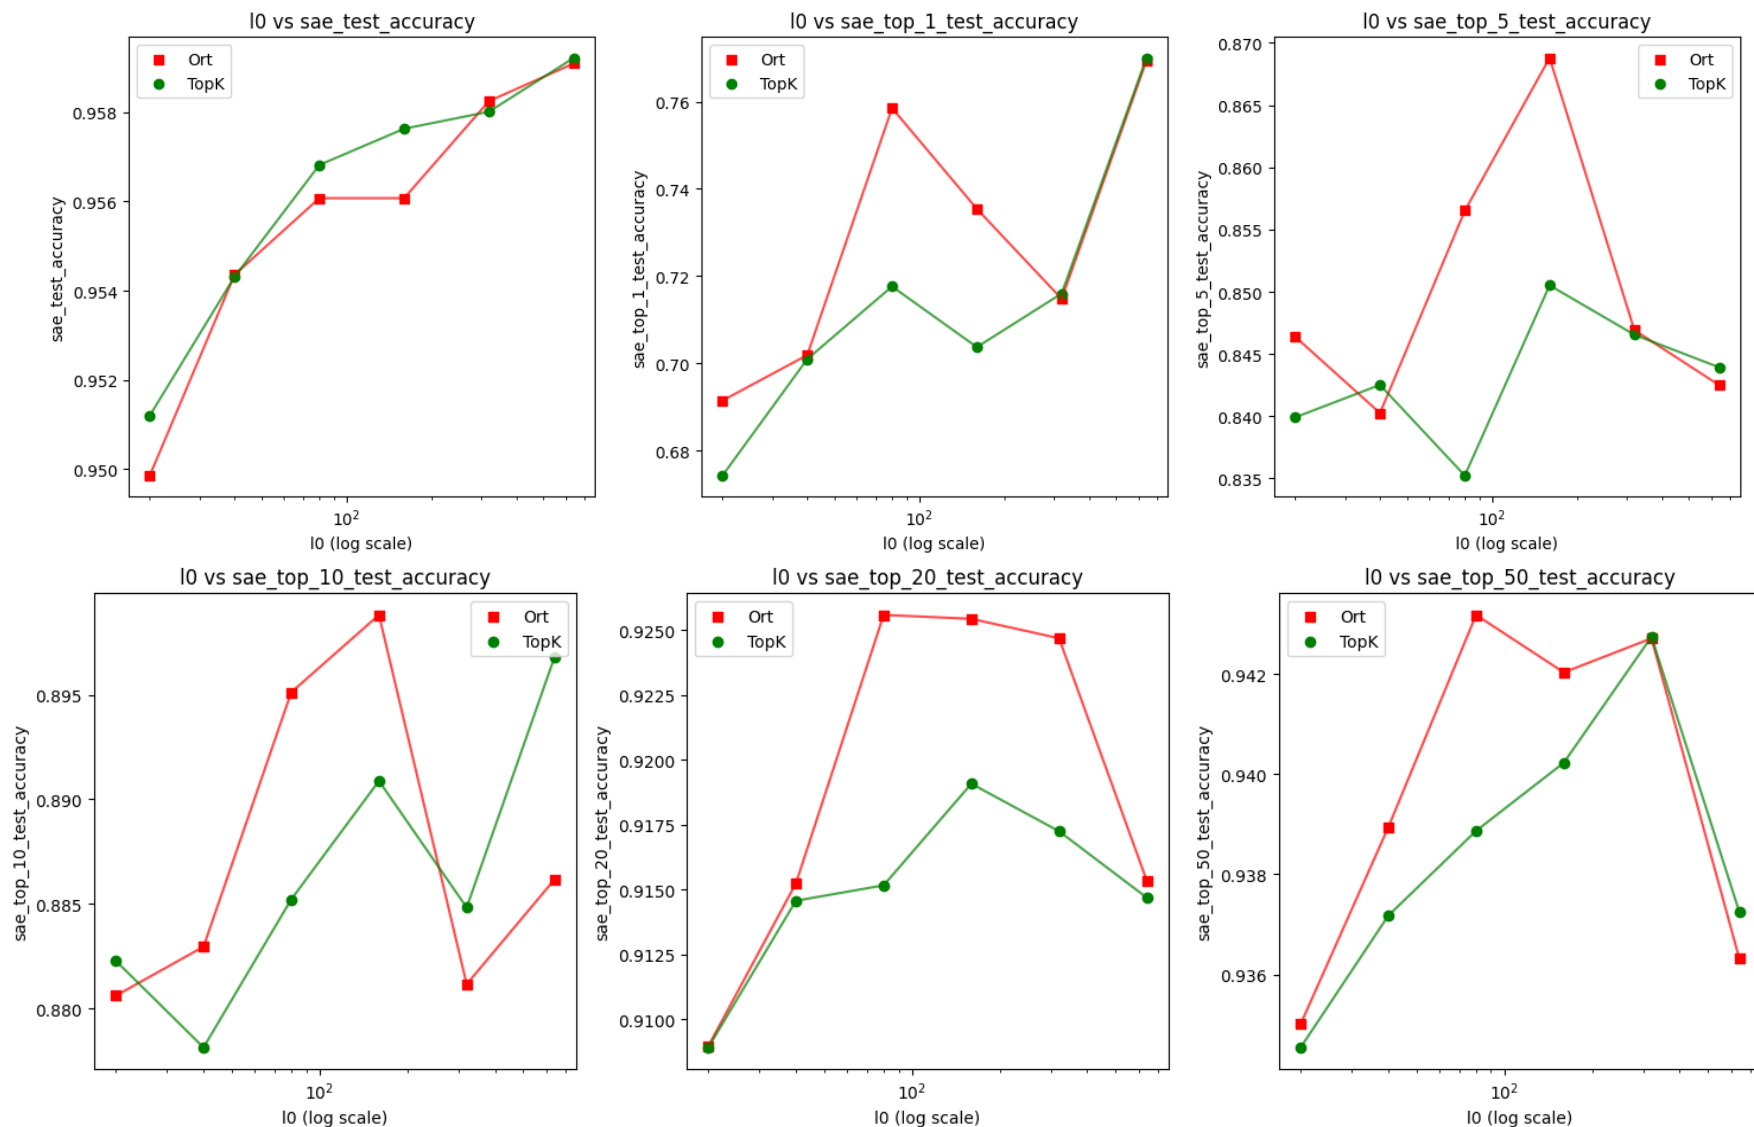 l0 vs sae_test_accuracy
Ort
TopK
0.958
0.956
0.954
0.952
0.950
sae_test_accuracy
10²
l0 (log scale)
l0 vs sae_top_1_test_accuracy
Ort
TopK
0.76
0.74
0.72
0.70
0.68
sae_top_1_test_accuracy
10²
l0 (log scale)
l0 vs sae_top_5_test_accuracy
Ort
TopK
0.870
0.865
0.860
0.855
0.850
0.845
0.840
0.835
sae_top_5_test_accuracy
10²
l0 (log scale)
l0 vs sae_top_10_test_accuracy
Ort
TopK
0.895
0.890
0.885
0.880
sae_top_10_test_accuracy
10²
l0 (log scale)
l0 vs sae_top_20_test_accuracy
Ort
TopK
0.9250
0.9225
0.9200
0.9175
0.9150
0.9125
0.9100
sae_top_20_test_accuracy
10²
l0 (log scale)
l0 vs sae_top_50_test_accuracy
Ort
TopK
0.942
0.940
0.938
0.936
sae_top_50_test_accuracy
10²
l0 (log scale)